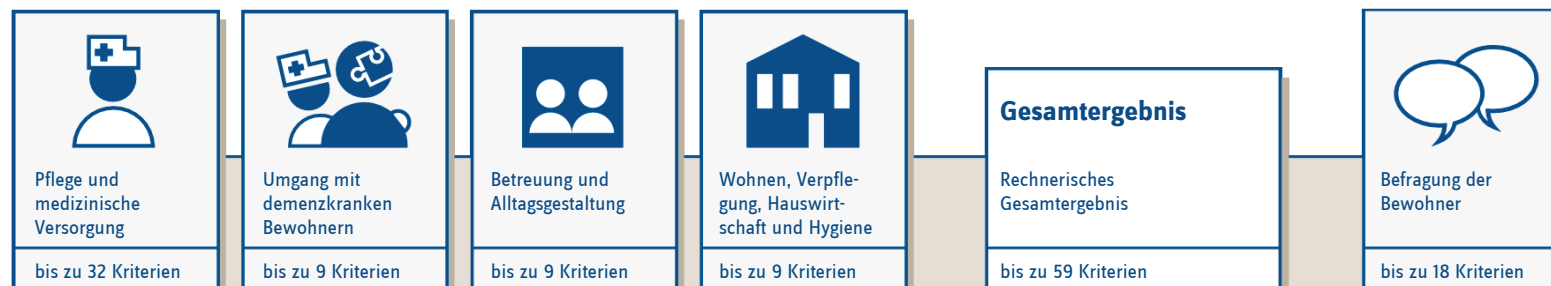 Pflege und
medizinische
Versorgung
bis zu 32 Kriterien
Umgang mit
demenzkranken
Bewohnern
bis zu 9 Kriterien
Betreuung und
Alltagsgestaltung
bis zu 9 Kriterien
Wohnen, Verpfle-
gung, Hauswirt-
schaft und Hygiene
bis zu 9 Kriterien
Gesamtergebnis
Rechnerisches
Gesamtergebnis
bis zu 59 Kriterien
Befragung der
Bewohner
bis zu 18 Kriterien